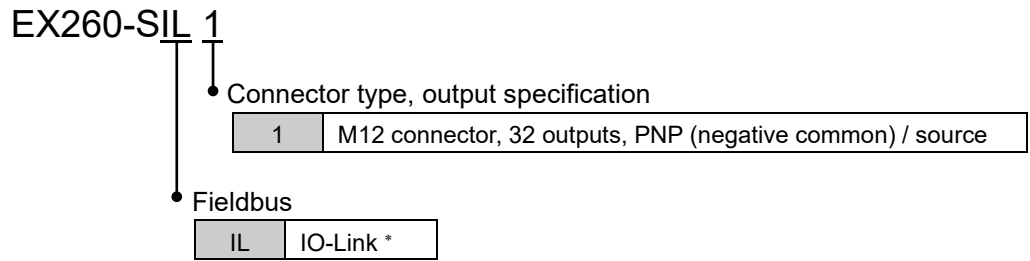 EX260-SIL 1
Connector type, output specification
1 M12 connector, 32 outputs, PNP (negative common) / source
Fieldbus
IL IO-Link *